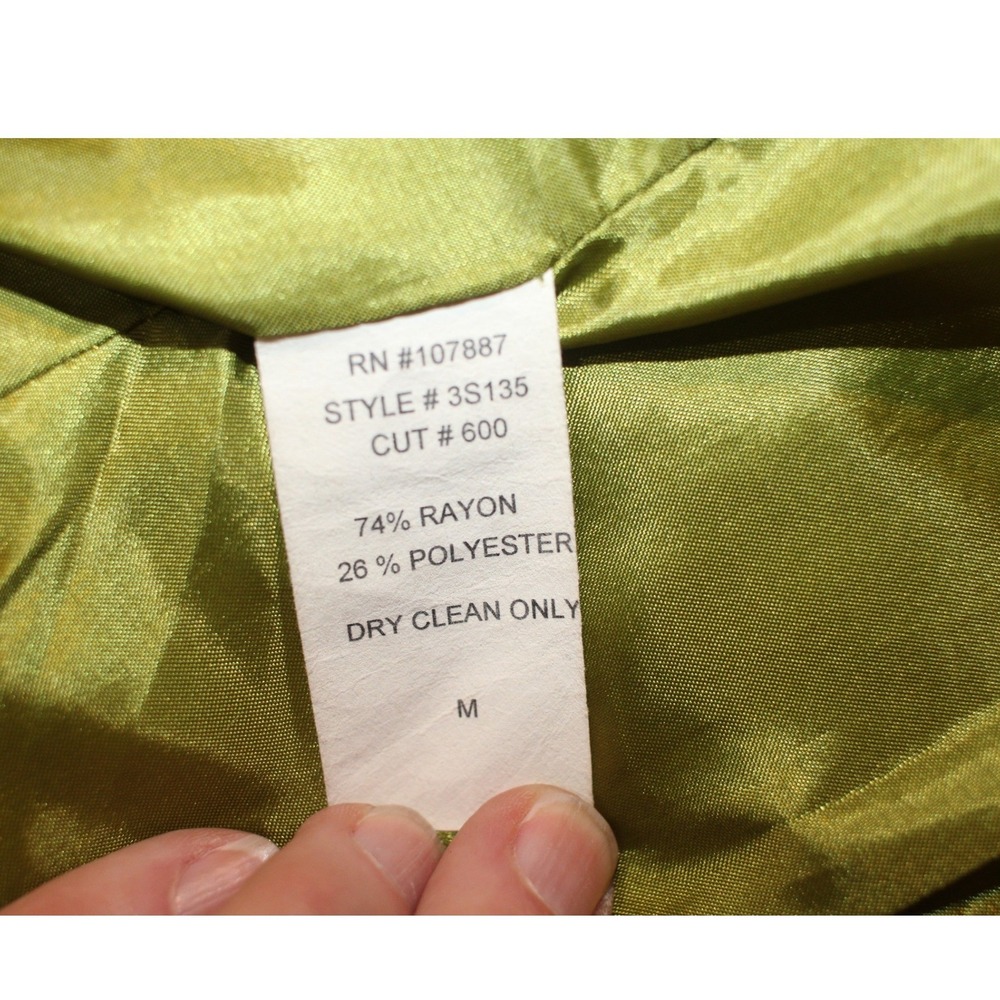 RN #107887
STYLE # 3S135
CUT # 600
74% RAYON
26 % POLYESTER
DRY CLEAN ONLY
M